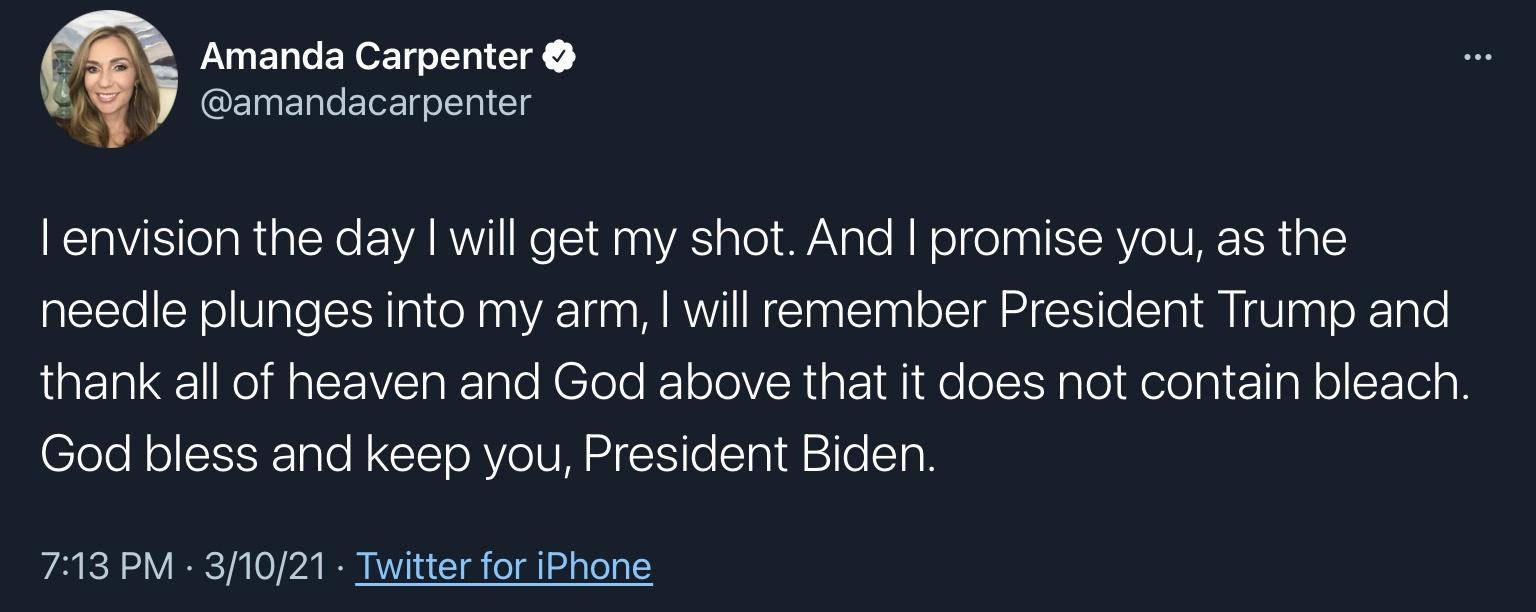 Amanda Carpenter
@amandacarpenter
I envision the day I will get my shot. And I promise you, as the
needle plunges into my arm, I will remember President Trump and
thank all of heaven and God above that it does not contain bleach.
God bless and keep you, President Biden.
7:13 PM · 3/10/21 · Twitter for iPhone